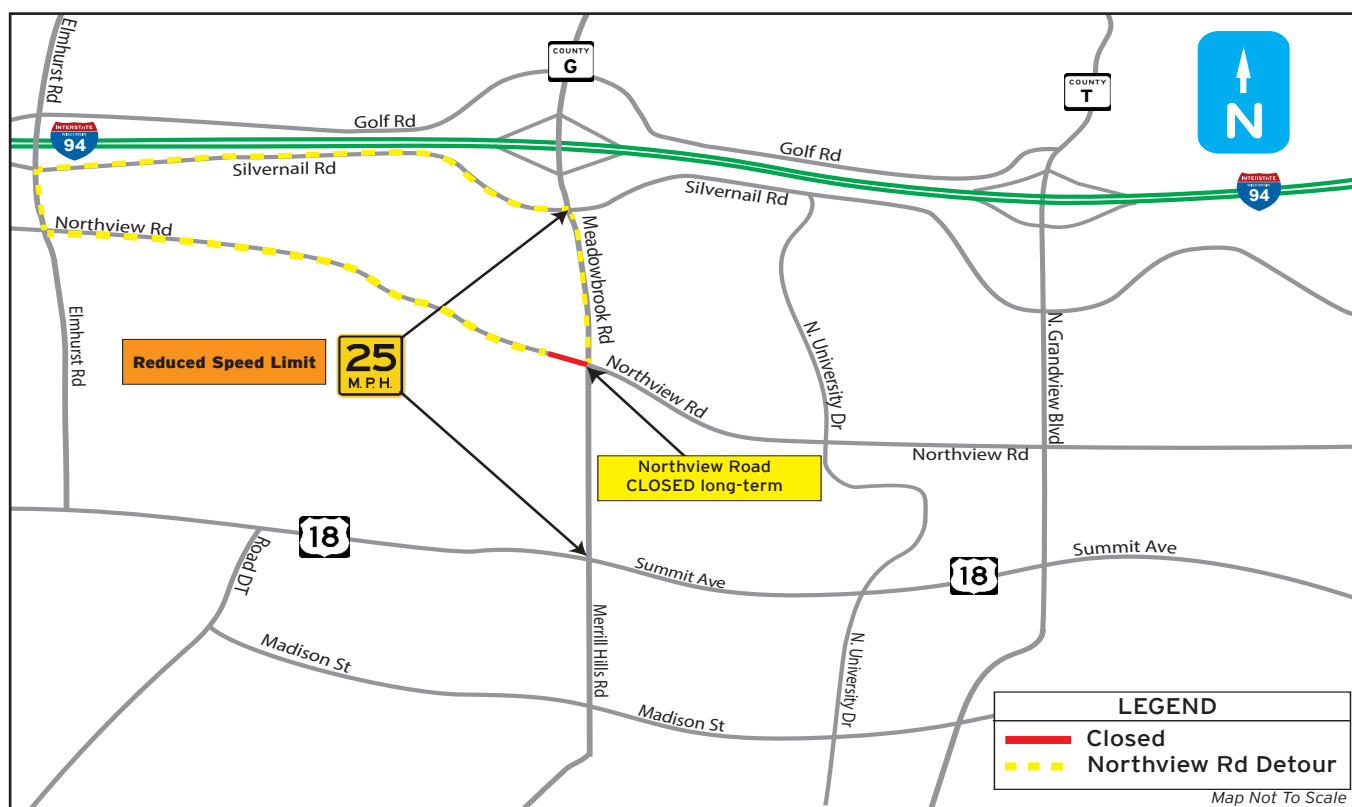 Elmhurst Rd
COUNTY
G
COUNTY
T
N
INTERSTATE
WISCONSIN
94
Golf Rd
Golf Rd
Silvernail Rd
Silvernail Rd
INTERSTATE
WISCONSIN
94
Northview Rd
Meadowbrook Rd
Elmhurst Rd
N. University Dr
N. Grandview Blvd
Reduced Speed Limit
25
M. P. H.
Northview Rd
Northview Rd
Northview Road
CLOSED long-term
18
Road DT
Summit Ave
18
Summit Ave
Merrill Hills Rd
Madison St
N. University Dr
Madison St
LEGEND
Closed
Northview Rd Detour
Map Not To Scale